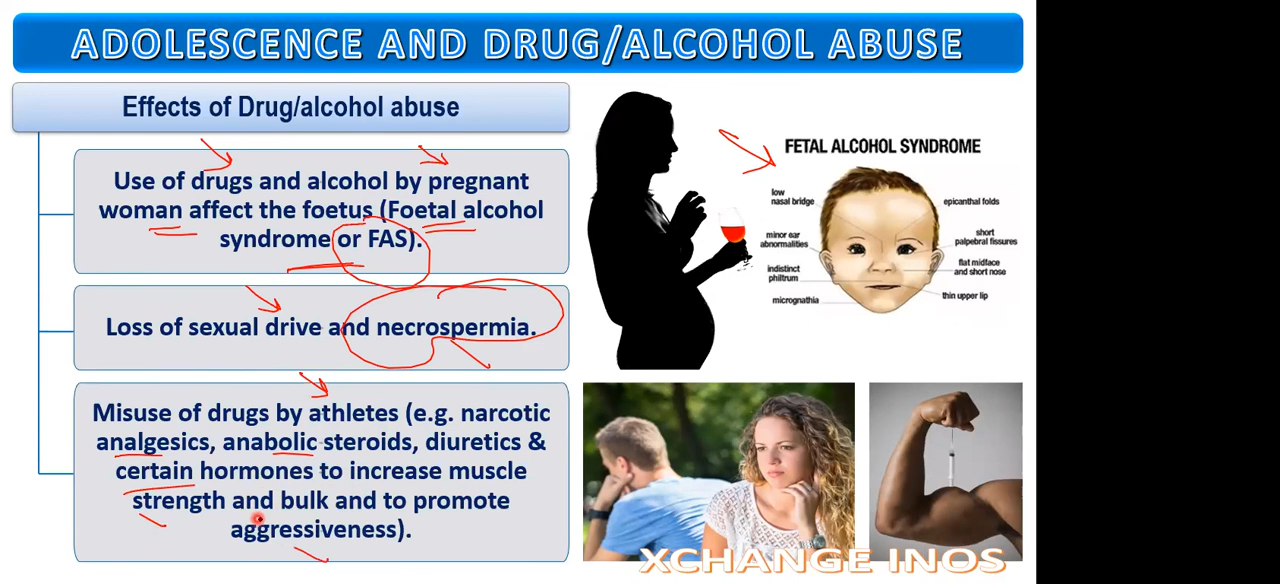 ADOLESCENCE AND DRUG/ALCOHOL ABUSE
Effects of Drug/alcohol abuse
Use of drugs and alcohol by pregnant
woman affect the foetus (Foetal alcohol
syndrome or FAS).
Loss of sexual drive and necrospermia.
Misuse of drugs by athletes (e.g. narcotic
analgesics, anabolic steroids, diuretics &
certain hormones to increase muscle
strength and bulk and to promote
aggressiveness).
FETAL ALCOHOL SYNDROME
low
nasal bridge
epicanthal folds
minor ear
abnormalities
short
palpebral fissures
indistinct
philtrum
flat midface
and short nose
micrognathia
thin upper lip
XCHANGE INOS